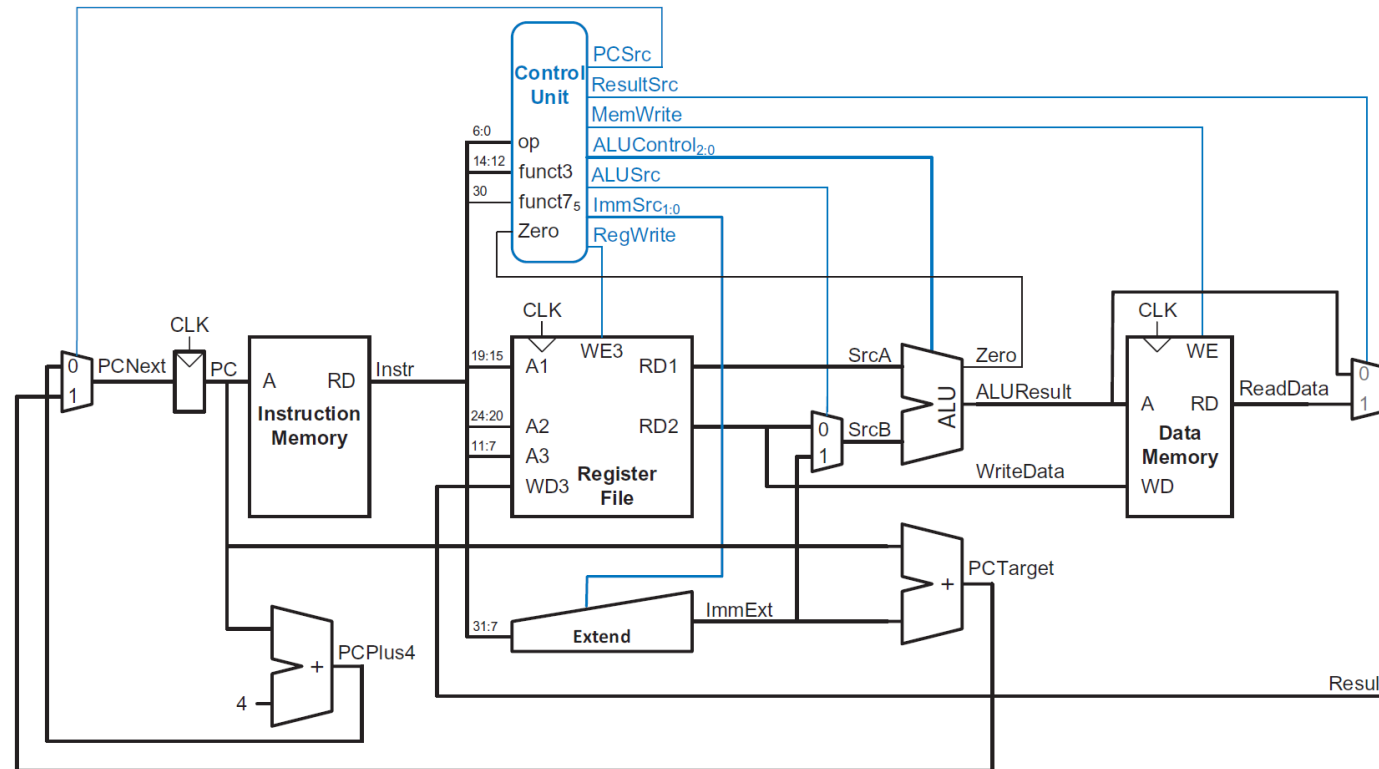 PCSrc
Control
Unit
ResultSrc
MemWrite
6:0
op
ALUControl2:0
14:12
funct3
ALUSrc
30
funct75
ImmSrc1:0
Zero
RegWrite
CLK
CLK
CLK
0
1
PCNext
PC
A
RD
Instruction
Memory
Instr
19:15
A1
WE3
RD1
24:20
A2
RD2
11:7
A3
WD3
Register
File
SrcA
0
1
SrcB
ALU
Zero
ALUResult
WriteData
WE
A
RD
Data
Memory
WD
ReadData
0
1
+
PCTarget
31:7
Extend
ImmExt
+
PCPlus4
4
Resul